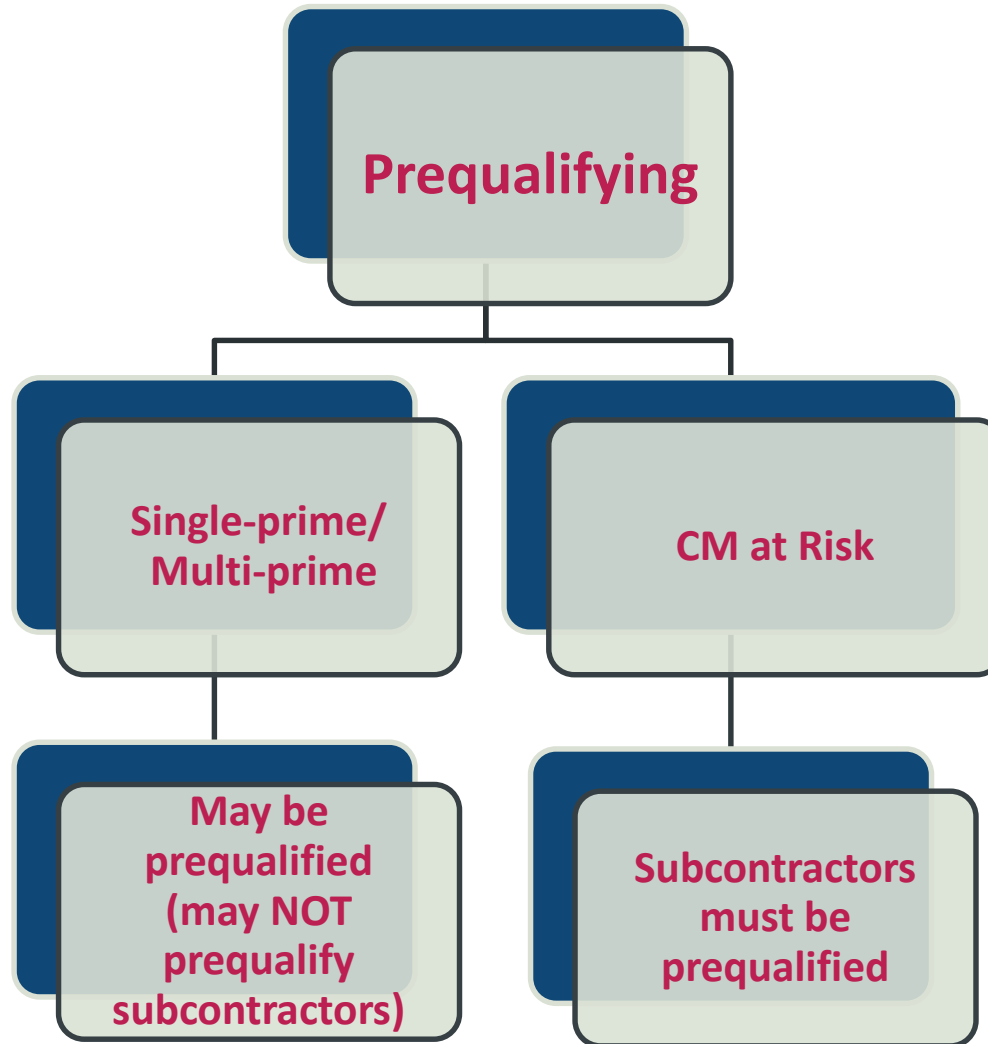 Prequalifying
Single-prime/
Multi-prime
CM at Risk
May be
prequalified
(may NOT
prequalify
subcontractors)
Subcontractors
must be
prequalified